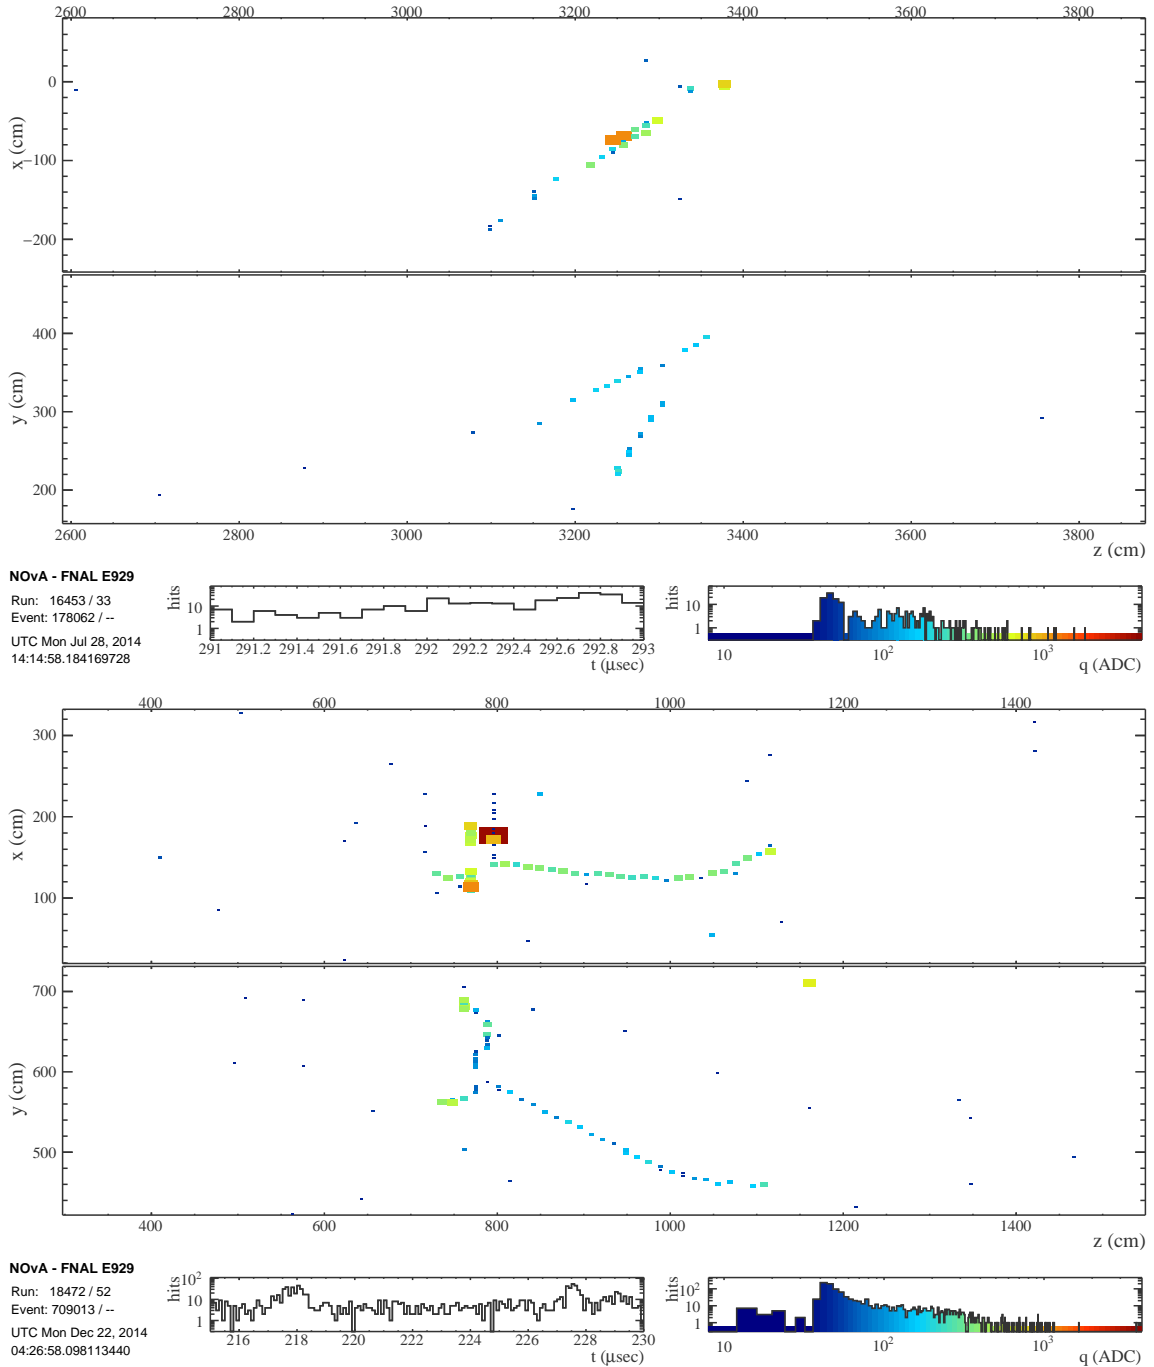 2600 2800 3000 3200 3400 3600 3800
0
−100
−200
x (cm)
400
300
200
y (cm)
2600 2800 3000 3200 3400 3600 3800
z (cm)
NOvA - FNAL E929
Run: 16453 / 33
Event: 178062 / --
UTC Mon Jul 28, 2014
14:14:58.184169728
hits
10
1
291 291.2 291.4 291.6 291.8 292 292.2 292.4 292.6 292.8 293
t (μsec)
hits
10
1
10 10² 10³
q (ADC)
400 600 800 1000 1200 1400
300
200
100
x (cm)
700
600
500
y (cm)
400 600 800 1000 1200 1400
z (cm)
NOvA - FNAL E929
Run: 18472 / 52
Event: 709013 / --
UTC Mon Dec 22, 2014
04:26:58.098113440
hits
10²
10
1
216 218 220 222 224 226 228 230
t (μsec)
hits
10²
10
1
10 10² 10³
q (ADC)